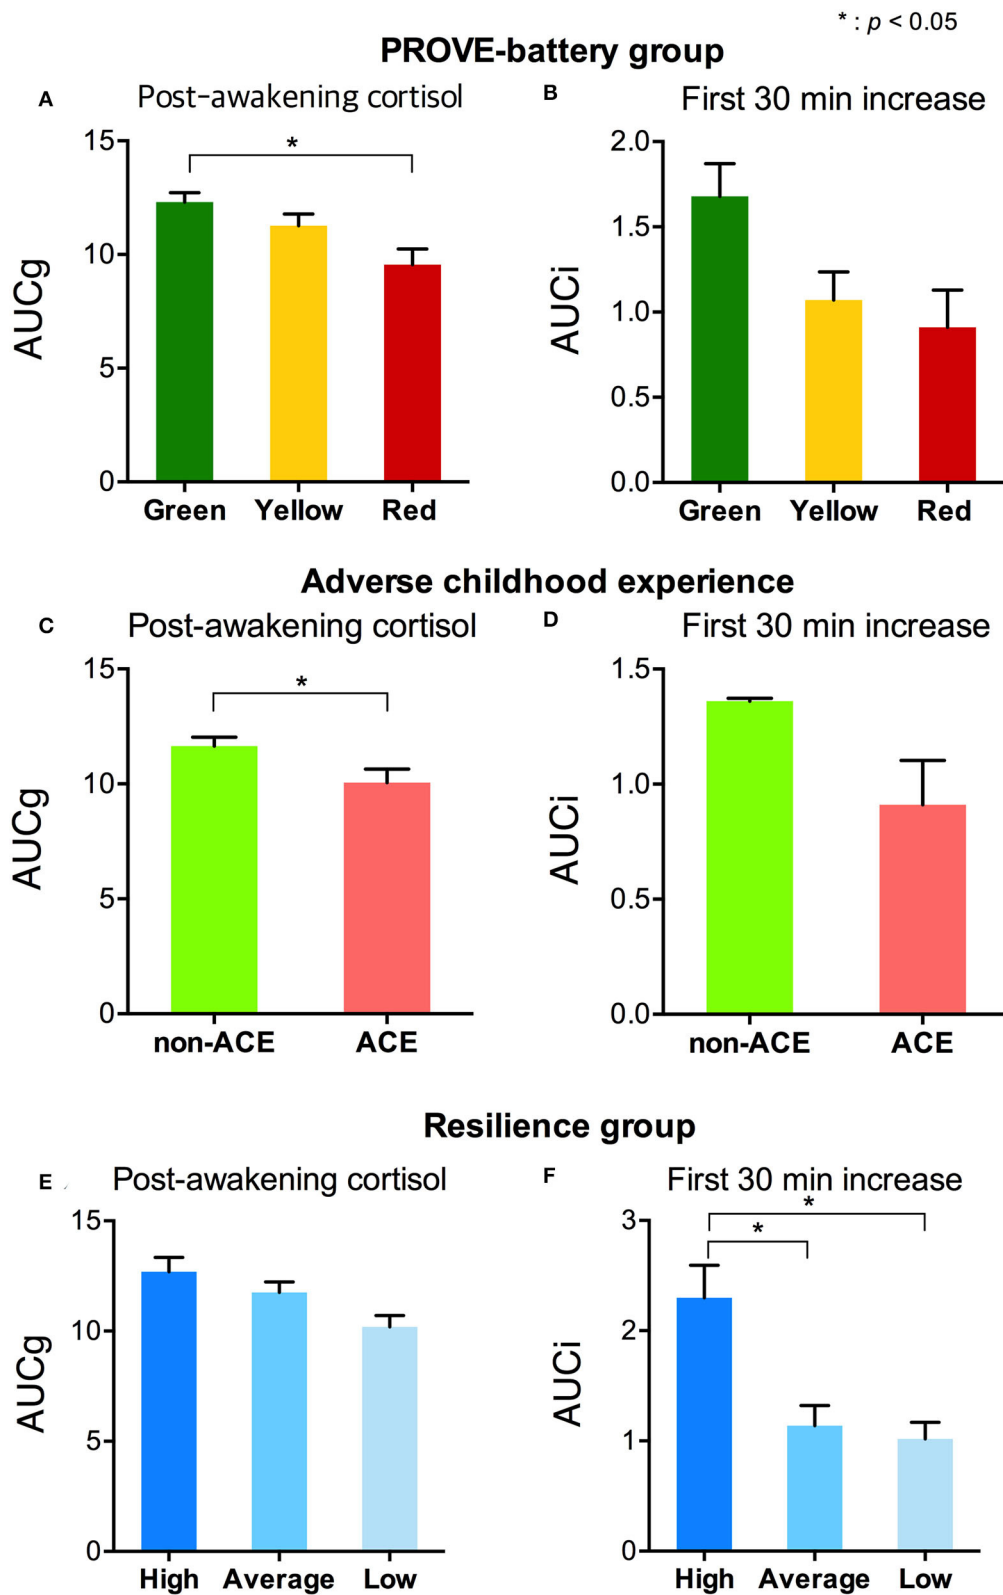 * : p < 0.05
PROVE-battery group
A
Post-awakening cortisol
15
10
5
0
AUCg
*
Green Yellow Red
B
First 30 min increase
2.0
1.5
1.0
0.5
0.0
AUCi
Green Yellow Red
Adverse childhood experience
C
Post-awakening cortisol
15
10
5
0
AUCg
*
non-ACE ACE
D
First 30 min increase
1.5
1.0
0.5
0.0
AUCi
non-ACE ACE
Resilience group
E
Post-awakening cortisol
15
10
5
0
AUCg
High Average Low
F
First 30 min increase
3
2
1
0
AUCi
*
*
High Average Low